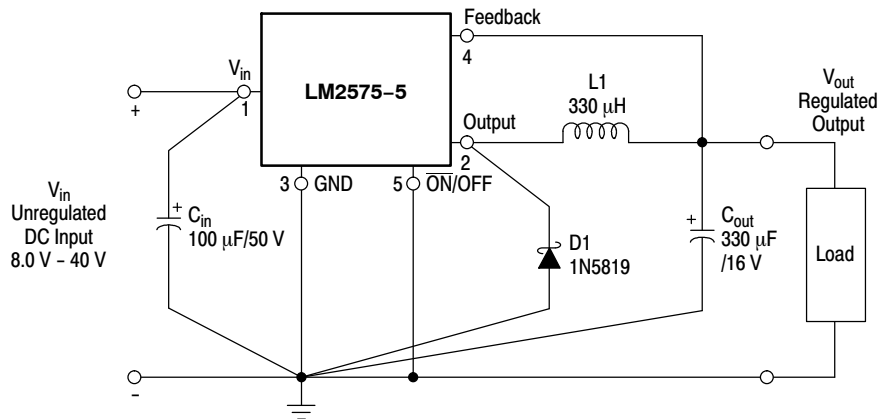 Feedback
4
V_in
1
LM2575–5
+
Output
2
L1
330 μH
V_out
Regulated
Output
3 GND
5 O̅N̅/OFF
V_in
Unregulated
DC Input
8.0 V – 40 V
+
C_in
100 μF/50 V
D1
1N5819
+
C_out
330 μF
/16 V
Load
-